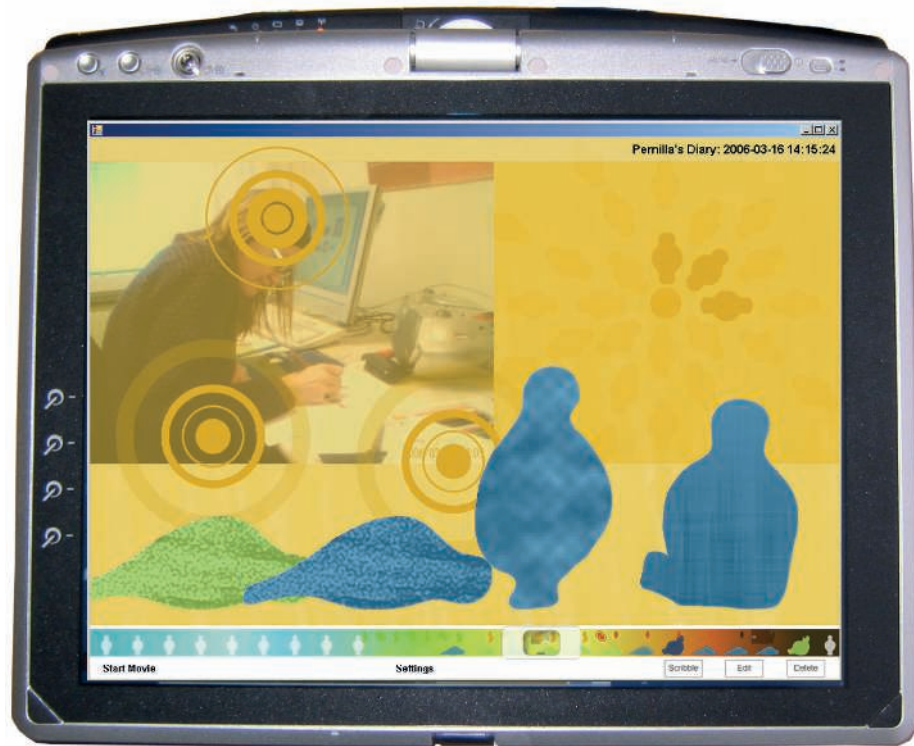 Pernilla's Diary: 2006-03-16 14:15:24
Start Movie
Settings
Scribble
Edit
Delete